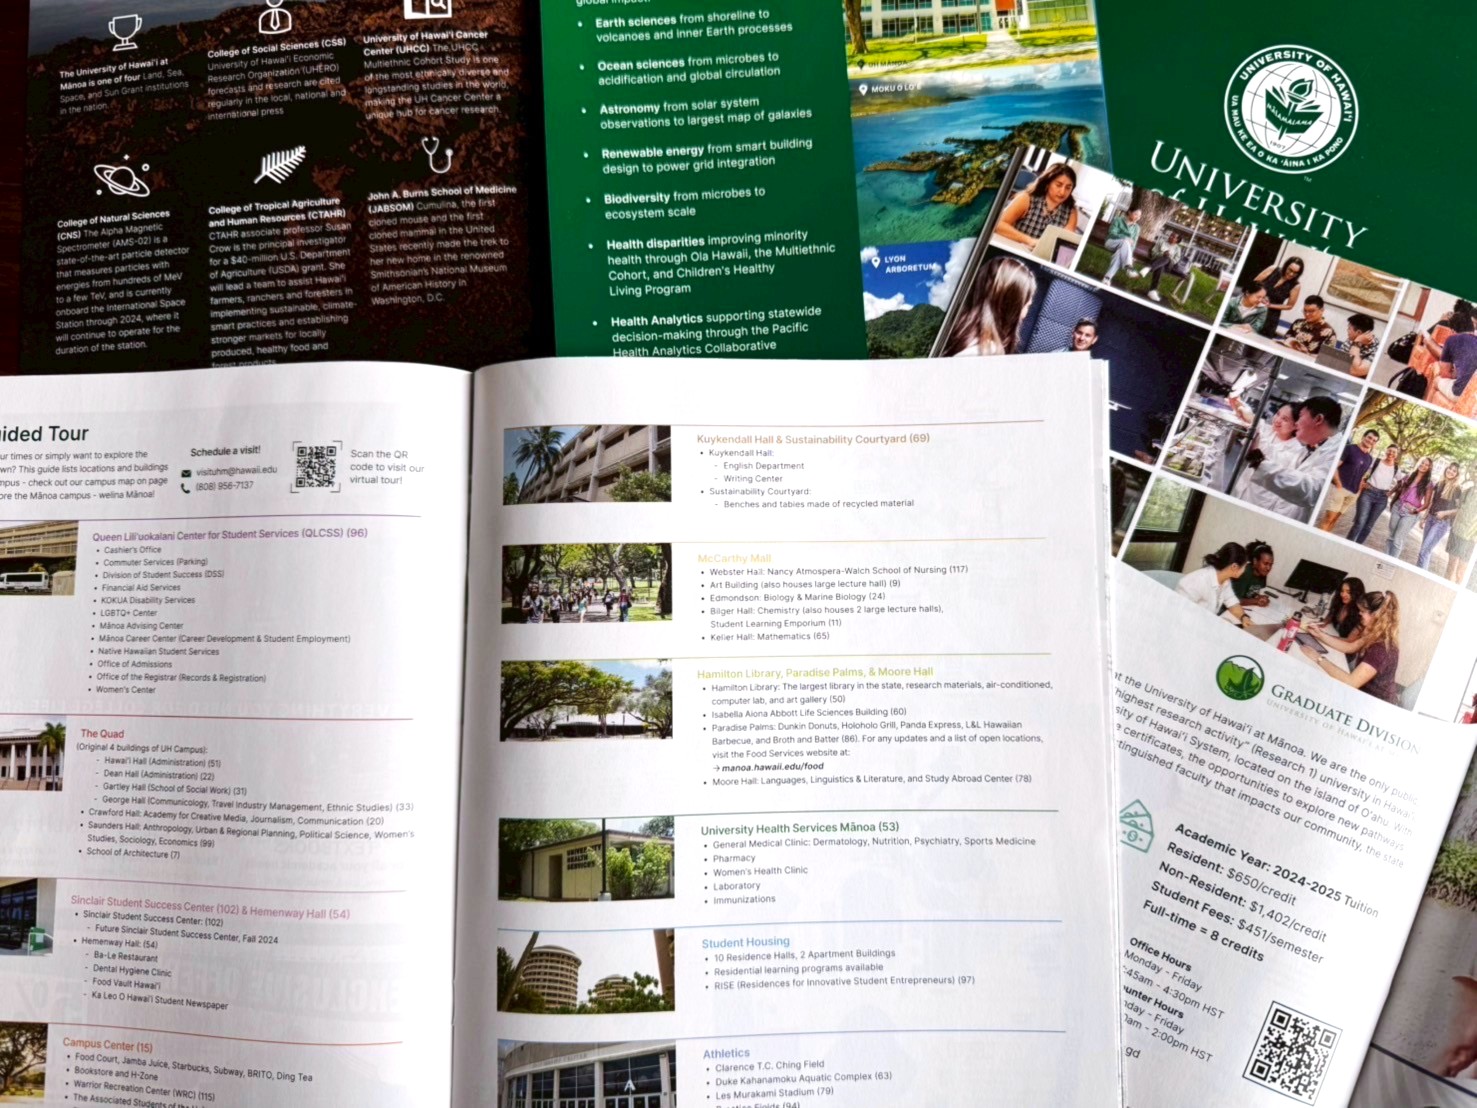 The University of Hawai'i at
Mānoa is one of four Land, Sea,
Space, and Sun Grant institutions
in the nation.
College of Social Sciences (CSS)
University of Hawai'i Economic
Research Organization (UHERO)
forecasts and research are cited
regularly in the local, national and
international press
University of Hawai'i Cancer
Center (UHCC) The UHCC
Multiethnic Cohort Study is one
of the most ethnically diverse and
longstanding studies in the world,
making the UH Cancer Center a
unique hub for cancer research.
College of Natural Sciences
(CNS) The Alpha Magnetic
Spectrometer (AMS-02) is a
state-of-the-art particle detector
that measures particles with
energies from hundreds of MeV
to a few TeV, and is currently
onboard the International Space
Station through 2024, where it
will continue to operate for the
duration of the station.
College of Tropical Agriculture
and Human Resources (CTAHR)
CTAHR associate professor Susan
Crow is the principal investigator
for a $40-million U.S. Department
of Agriculture (USDA) grant. She
will lead a team to assist Hawai'i
farmers, ranchers and foresters in
implementing sustainable, climate-
smart practices and establishing
stronger markets for locally
produced, healthy food and
forest products.
John A. Burns School of Medicine
(JABSOM) Cumulina, the first
cloned mouse and the first
cloned mammal in the United
States recently made the trek to
her new home in the renowned
Smithsonian's National Museum
of American History in
Washington, D.C.
global impact.
• Earth sciences from shoreline to
volcanoes and inner Earth processes
• Ocean sciences from microbes to
acidification and global circulation
• Astronomy from solar system
observations to largest map of galaxies
• Renewable energy from smart building
design to power grid integration
• Biodiversity from microbes to
ecosystem scale
• Health disparities improving minority
health through Ola Hawaii, the Multiethnic
Cohort, and Children's Healthy
Living Program
• Health Analytics supporting statewide
decision-making through the Pacific
Health Analytics Collaborative
UH MĀNOA
MOKU O LO'E
LYON
ARBORETUM
UNIVERSITY OF HAWAI'I
MĀLAMALAMA
1907
UA MAU KE EA O KA 'ĀINA I KA PONO
UNIVERSITY
of HAWAI'I
uided Tour
ur times or simply want to explore the
wn? This guide lists locations and buildings
mpus - check out our campus map on page
ore the Mānoa campus - welina Mānoa!
Schedule a visit!
visituhm@hawaii.edu
(808) 956-7137
Scan the QR
code to visit our
virtual tour!
Queen Lili'uokalani Center for Student Services (QLCSS) (96)
• Cashier's Office
• Commuter Services (Parking)
• Division of Student Success (DSS)
• Financial Aid Services
• KOKUA Disability Services
• LGBTQ+ Center
• Mānoa Advising Center
• Mānoa Career Center (Career Development & Student Employment)
• Native Hawaiian Student Services
• Office of Admissions
• Office of the Registrar (Records & Registration)
• Women's Center
The Quad
(Original 4 buildings of UH Campus):
- Hawai'i Hall (Administration) (51)
- Dean Hall (Administration) (22)
- Gartley Hall (School of Social Work) (31)
- George Hall (Communicology, Travel Industry Management, Ethnic Studies) (33)
• Crawford Hall: Academy for Creative Media, Journalism, Communication (20)
• Saunders Hall: Anthropology, Urban & Regional Planning, Political Science, Women's
Studies, Sociology, Economics (99)
• School of Architecture (7)
Sinclair Student Success Center (102) & Hemenway Hall (54)
• Sinclair Student Success Center: (102)
- Future Sinclair Student Success Center, Fall 2024
• Hemenway Hall: (54)
- Ba-Le Restaurant
- Dental Hygiene Clinic
- Food Vault Hawai'i
- Ka Leo O Hawai'i Student Newspaper
Campus Center (15)
• Food Court, Jamba Juice, Starbucks, Subway, BRITO, Ding Tea
• Bookstore and H-Zone
• Warrior Recreation Center (WRC) (115)
• The Associated Students of the
Kuykendall Hall & Sustainability Courtyard (69)
• Kuykendall Hall:
- English Department
- Writing Center
• Sustainability Courtyard:
- Benches and tables made of recycled material
McCarthy Mall
• Webster Hall: Nancy Atmospera-Walch School of Nursing (117)
• Art Building (also houses large lecture hall) (9)
• Edmondson: Biology & Marine Biology (24)
• Bilger Hall: Chemistry (also houses 2 large lecture halls),
Student Learning Emporium (11)
• Keller Hall: Mathematics (65)
Hamilton Library, Paradise Palms, & Moore Hall
• Hamilton Library: The largest library in the state, research materials, air-conditioned,
computer lab, and art gallery (50)
• Isabella Aiona Abbott Life Sciences Building (60)
• Paradise Palms: Dunkin Donuts, Holoholo Grill, Panda Express, L&L Hawaiian
Barbecue, and Broth and Batter (86). For any updates and a list of open locations,
visit the Food Services website at:
→ manoa.hawaii.edu/food
• Moore Hall: Languages, Linguistics & Literature, and Study Abroad Center (78)
UNIVERSITY
HEALTH
SERVICES
University Health Services Mānoa (53)
• General Medical Clinic: Dermatology, Nutrition, Psychiatry, Sports Medicine
• Pharmacy
• Women's Health Clinic
• Laboratory
• Immunizations
Student Housing
• 10 Residence Halls, 2 Apartment Buildings
• Residential learning programs available
• RISE (Residences for Innovative Student Entrepreneurs) (97)
Athletics
• Clarence T.C. Ching Field
• Duke Kahanamoku Aquatic Complex (63)
• Les Murakami Stadium (79)
• Practice Fields (94)
GRADUATE DIVISION
UNIVERSITY OF HAWAI'I AT
at the University of Hawai'i at Mānoa. We are the only public
highest research activity" (Research 1) university in Hawai'i
sity of Hawai'i System, located on the island of O'ahu. With
e certificates, the opportunities to explore new pathways
tinguished faculty that impacts our community, the state
Academic Year: 2024-2025 Tuition
Resident: $650/credit
Non-Resident: $1,402/credit
Student Fees: $451/semester
Full-time = 8 credits
Office Hours
Monday - Friday
:45am - 4:30pm HST
ounter Hours
nday - Friday
0am - 2:00pm HST
gd